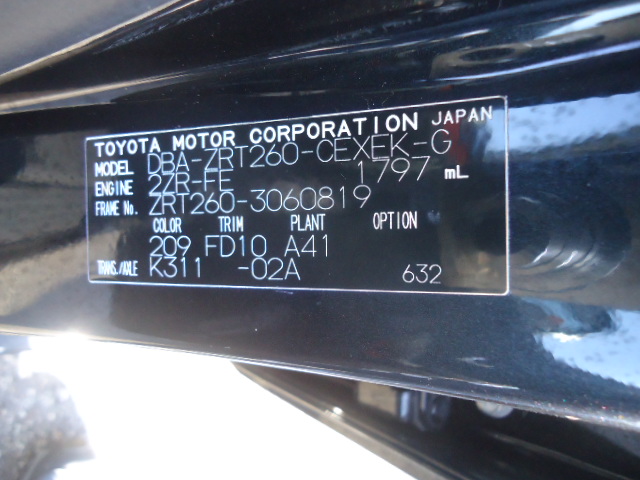 TOYOTA MOTOR CORPORATION JAPAN
MODEL DBA-ZRT260-CEXEK-G
ENGINE 2ZR-FE 1797 mL
FRAME No. ZRT260-3060819
COLOR TRIM PLANT OPTION
209 FD10 A41
TRANS./AXLE K311 -02A 632